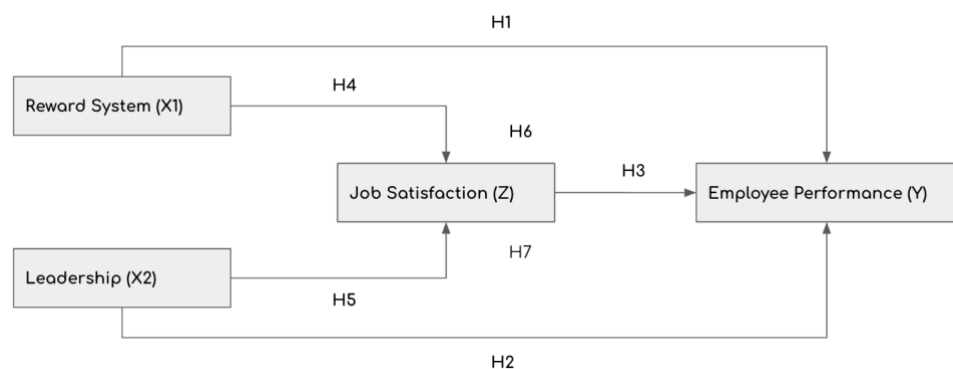 H1
Reward System (X1)
H4
H6
Job Satisfaction (Z)
H3
Employee Performance (Y)
H7
Leadership (X2)
H5
H2